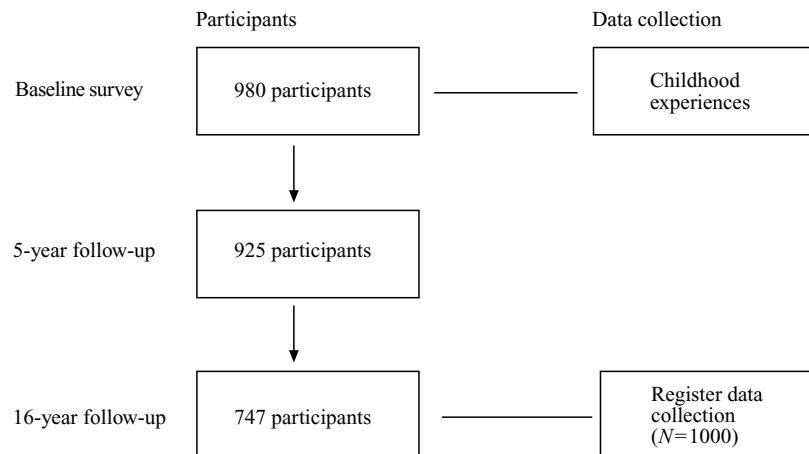 Participants
Data collection
Baseline survey
980 participants
Childhood
experiences
5-year follow-up
925 participants
16-year follow-up
747 participants
Register data
collection
(N=1000)